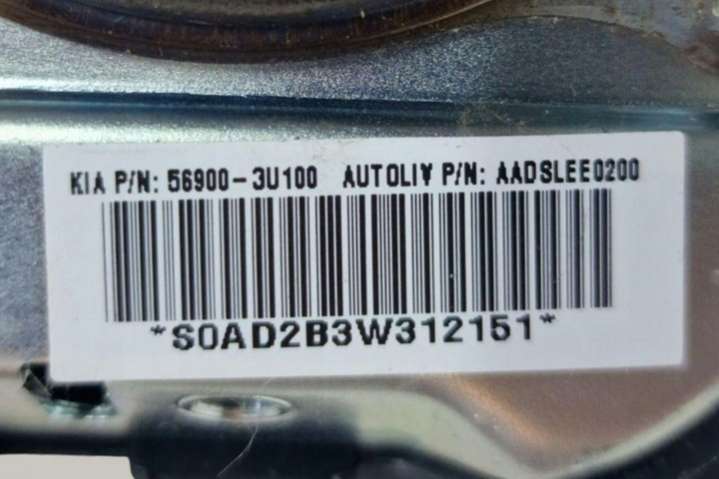 KIA P/N: 56900-3U100 AUTOLIV P/N: AADSLEE0200
*S0AD2B3W312151*